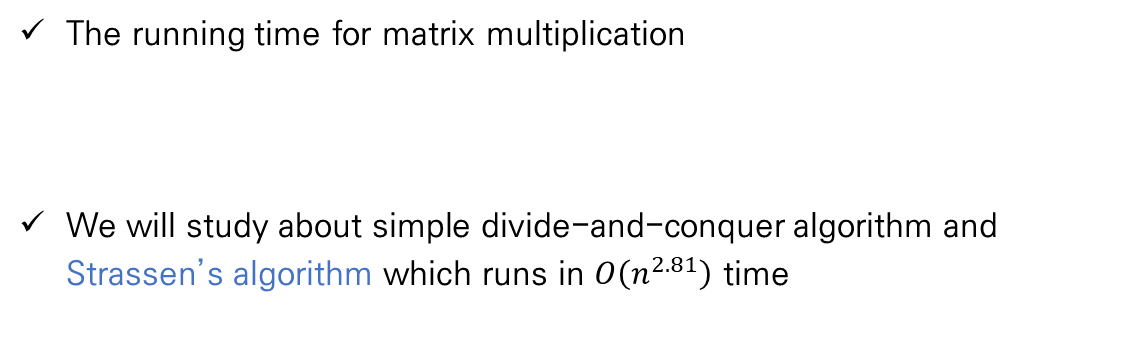 ✓ The running time for matrix multiplication
✓ We will study about simple divide-and-conquer algorithm and
Strassen's algorithm which runs in O(n^2.81) time